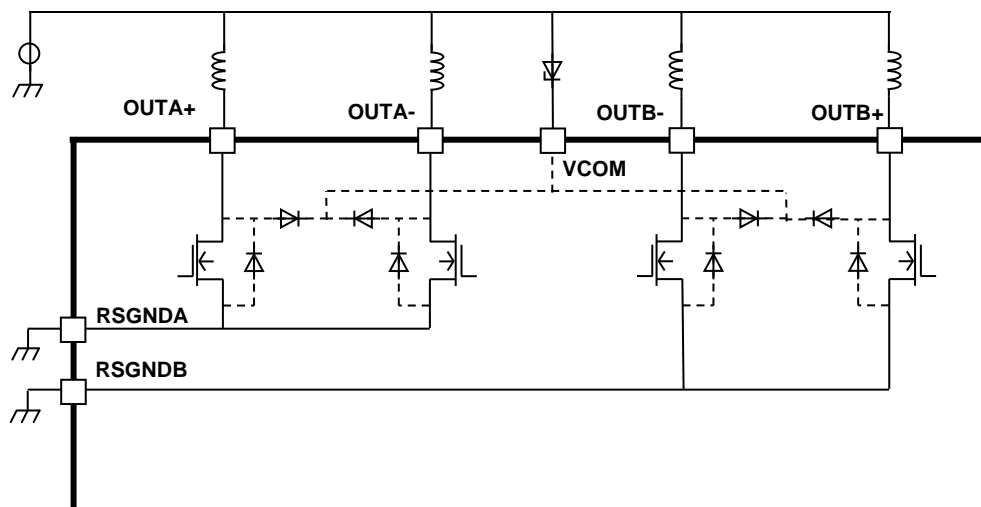 OUTA+
OUTA-
OUTB-
OUTB+
VCOM
RSGNDA
RSGNDB